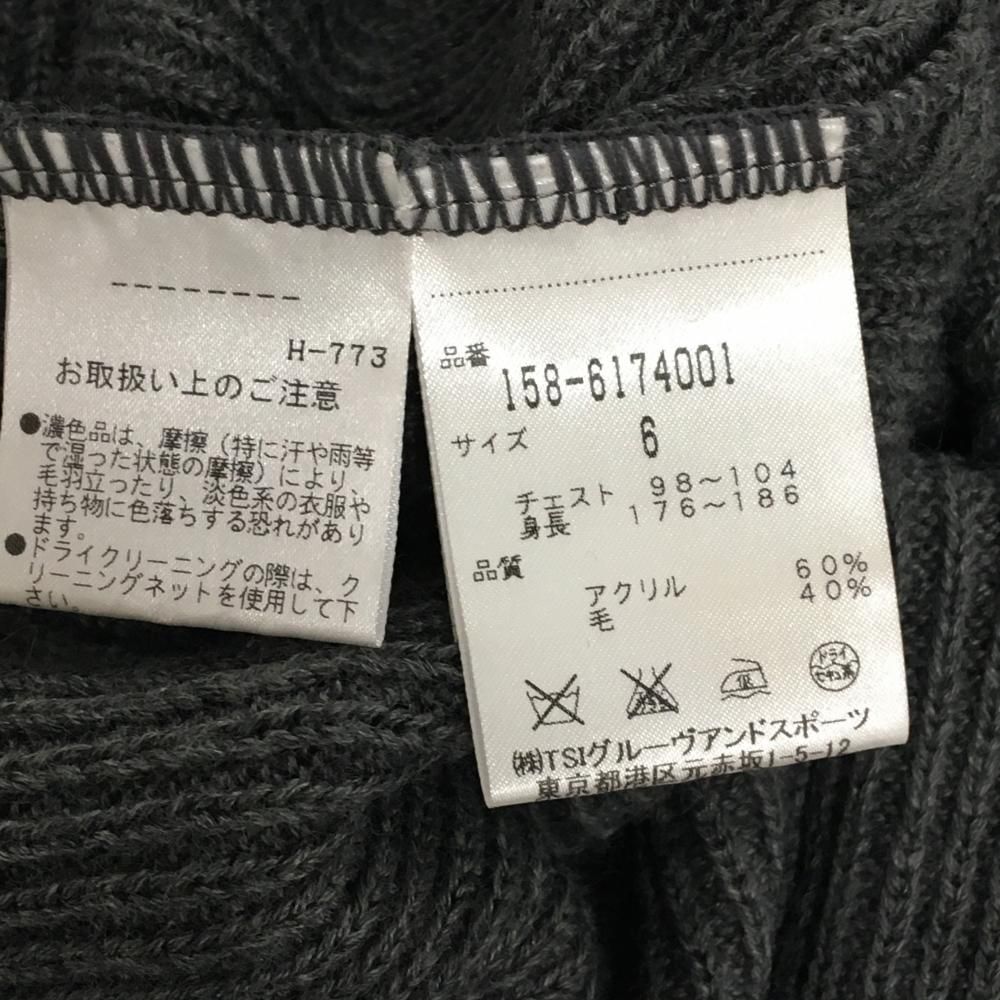 H-773
お取扱い上のご注意
●濃色品は、摩擦（特に汗や雨等
で湿った状態の摩擦）により、
毛羽立ったり、淡色系の衣服や
持ち物に色落ちする恐れがあり
ます。
●ドライクリーニングの際は、ク
リーニングネットを使用して下
さい。
品番
158-6174001
サイズ 6
チェスト 98～104
身長 176～186
品質
アクリル 60%
毛 40%
低
ドライ
セキユ系
㈱TSIグルーヴアンドスポーツ
東京都港区元赤坂1-5-12